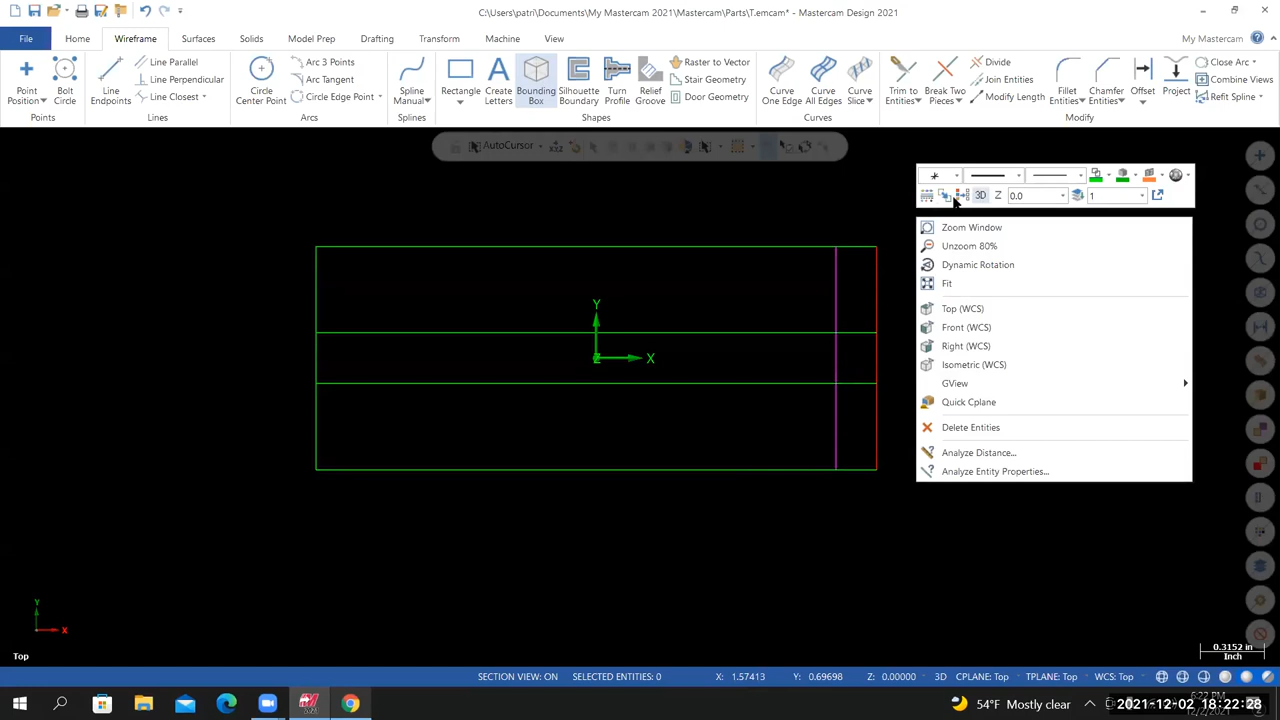 C:\Users\patri\Documents\My Mastercam 2021\Mastercam\Parts\T.emcam* - Mastercam Design 2021
File Home Wireframe Surfaces Solids Model Prep Drafting Transform Machine View My Mastercam
Point Position Bolt Circle
Points
Line Endpoints Line Parallel Line Perpendicular Line Closest
Lines
Circle Center Point Arc 3 Points Arc Tangent Circle Edge Point
Arcs
Spline Manual
Splines
Rectangle Create Letters Bounding Box Silhouette Boundary Turn Profile Relief Groove Raster to Vector Stair Geometry Door Geometry
Shapes
Curve One Edge Curve All Edges Curve Slice
Curves
Trim to Entities Break Two Pieces Divide Join Entities Modify Length Fillet Entities Chamfer Entities Offset Project Close Arc Combine Views Refit Spline
Modify
AutoCursor
3D Z 0.0 1
Zoom Window
Unzoom 80%
Dynamic Rotation
Fit
Top (WCS)
Front (WCS)
Right (WCS)
Isometric (WCS)
GView
Quick Cplane
Delete Entities
Analyze Distance...
Analyze Entity Properties...
Y
Z X
Y
X
Top
0.3152 in
Inch
SECTION VIEW: ON SELECTED ENTITIES: 0 X: 1.57413 Y: 0.69698 Z: 0.00000 3D CPLANE: Top TPLANE: Top WCS: Top
54°F Mostly clear
6:22 PM
12/2/2021
2021-12-02 18:22:28